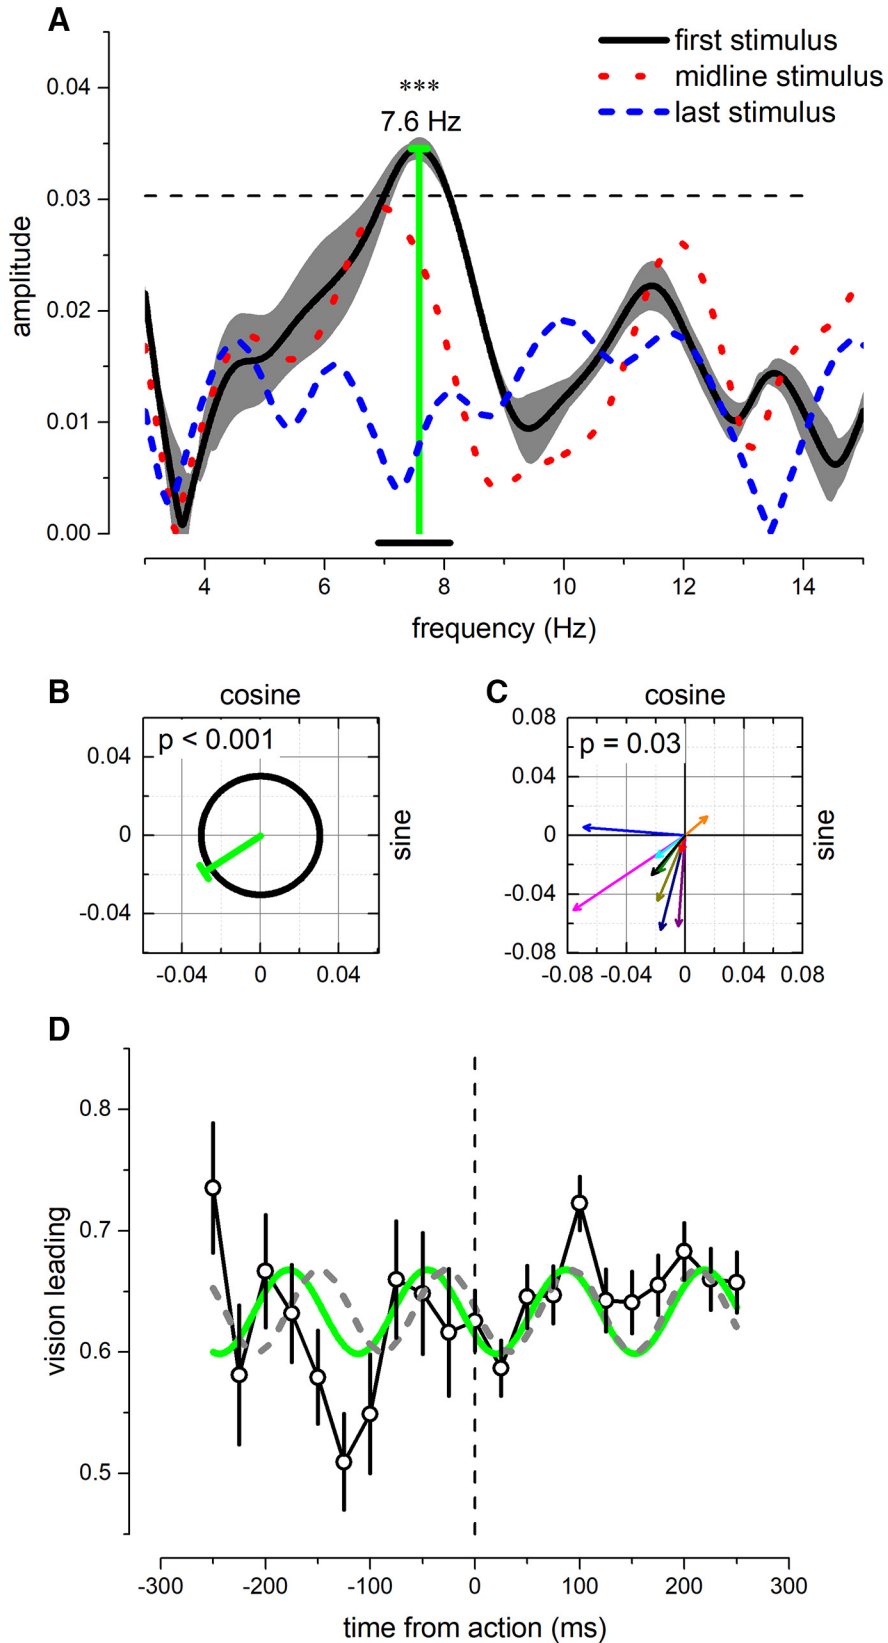 A
first stimulus
midline stimulus
last stimulus
***
7.6 Hz
0.04
0.03
0.02
0.01
0.00
amplitude
4 6 8 10 12 14
frequency (Hz)
B
cosine
p < 0.001
0.04
0
-0.04
sine
-0.04 0 0.04
C
cosine
p = 0.03
0.08
0.04
0
-0.04
-0.08
sine
-0.08 -0.04 0 0.04 0.08
D
0.8
0.7
0.6
0.5
vision leading
-300 -200 -100 0 100 200 300
time from action (ms)